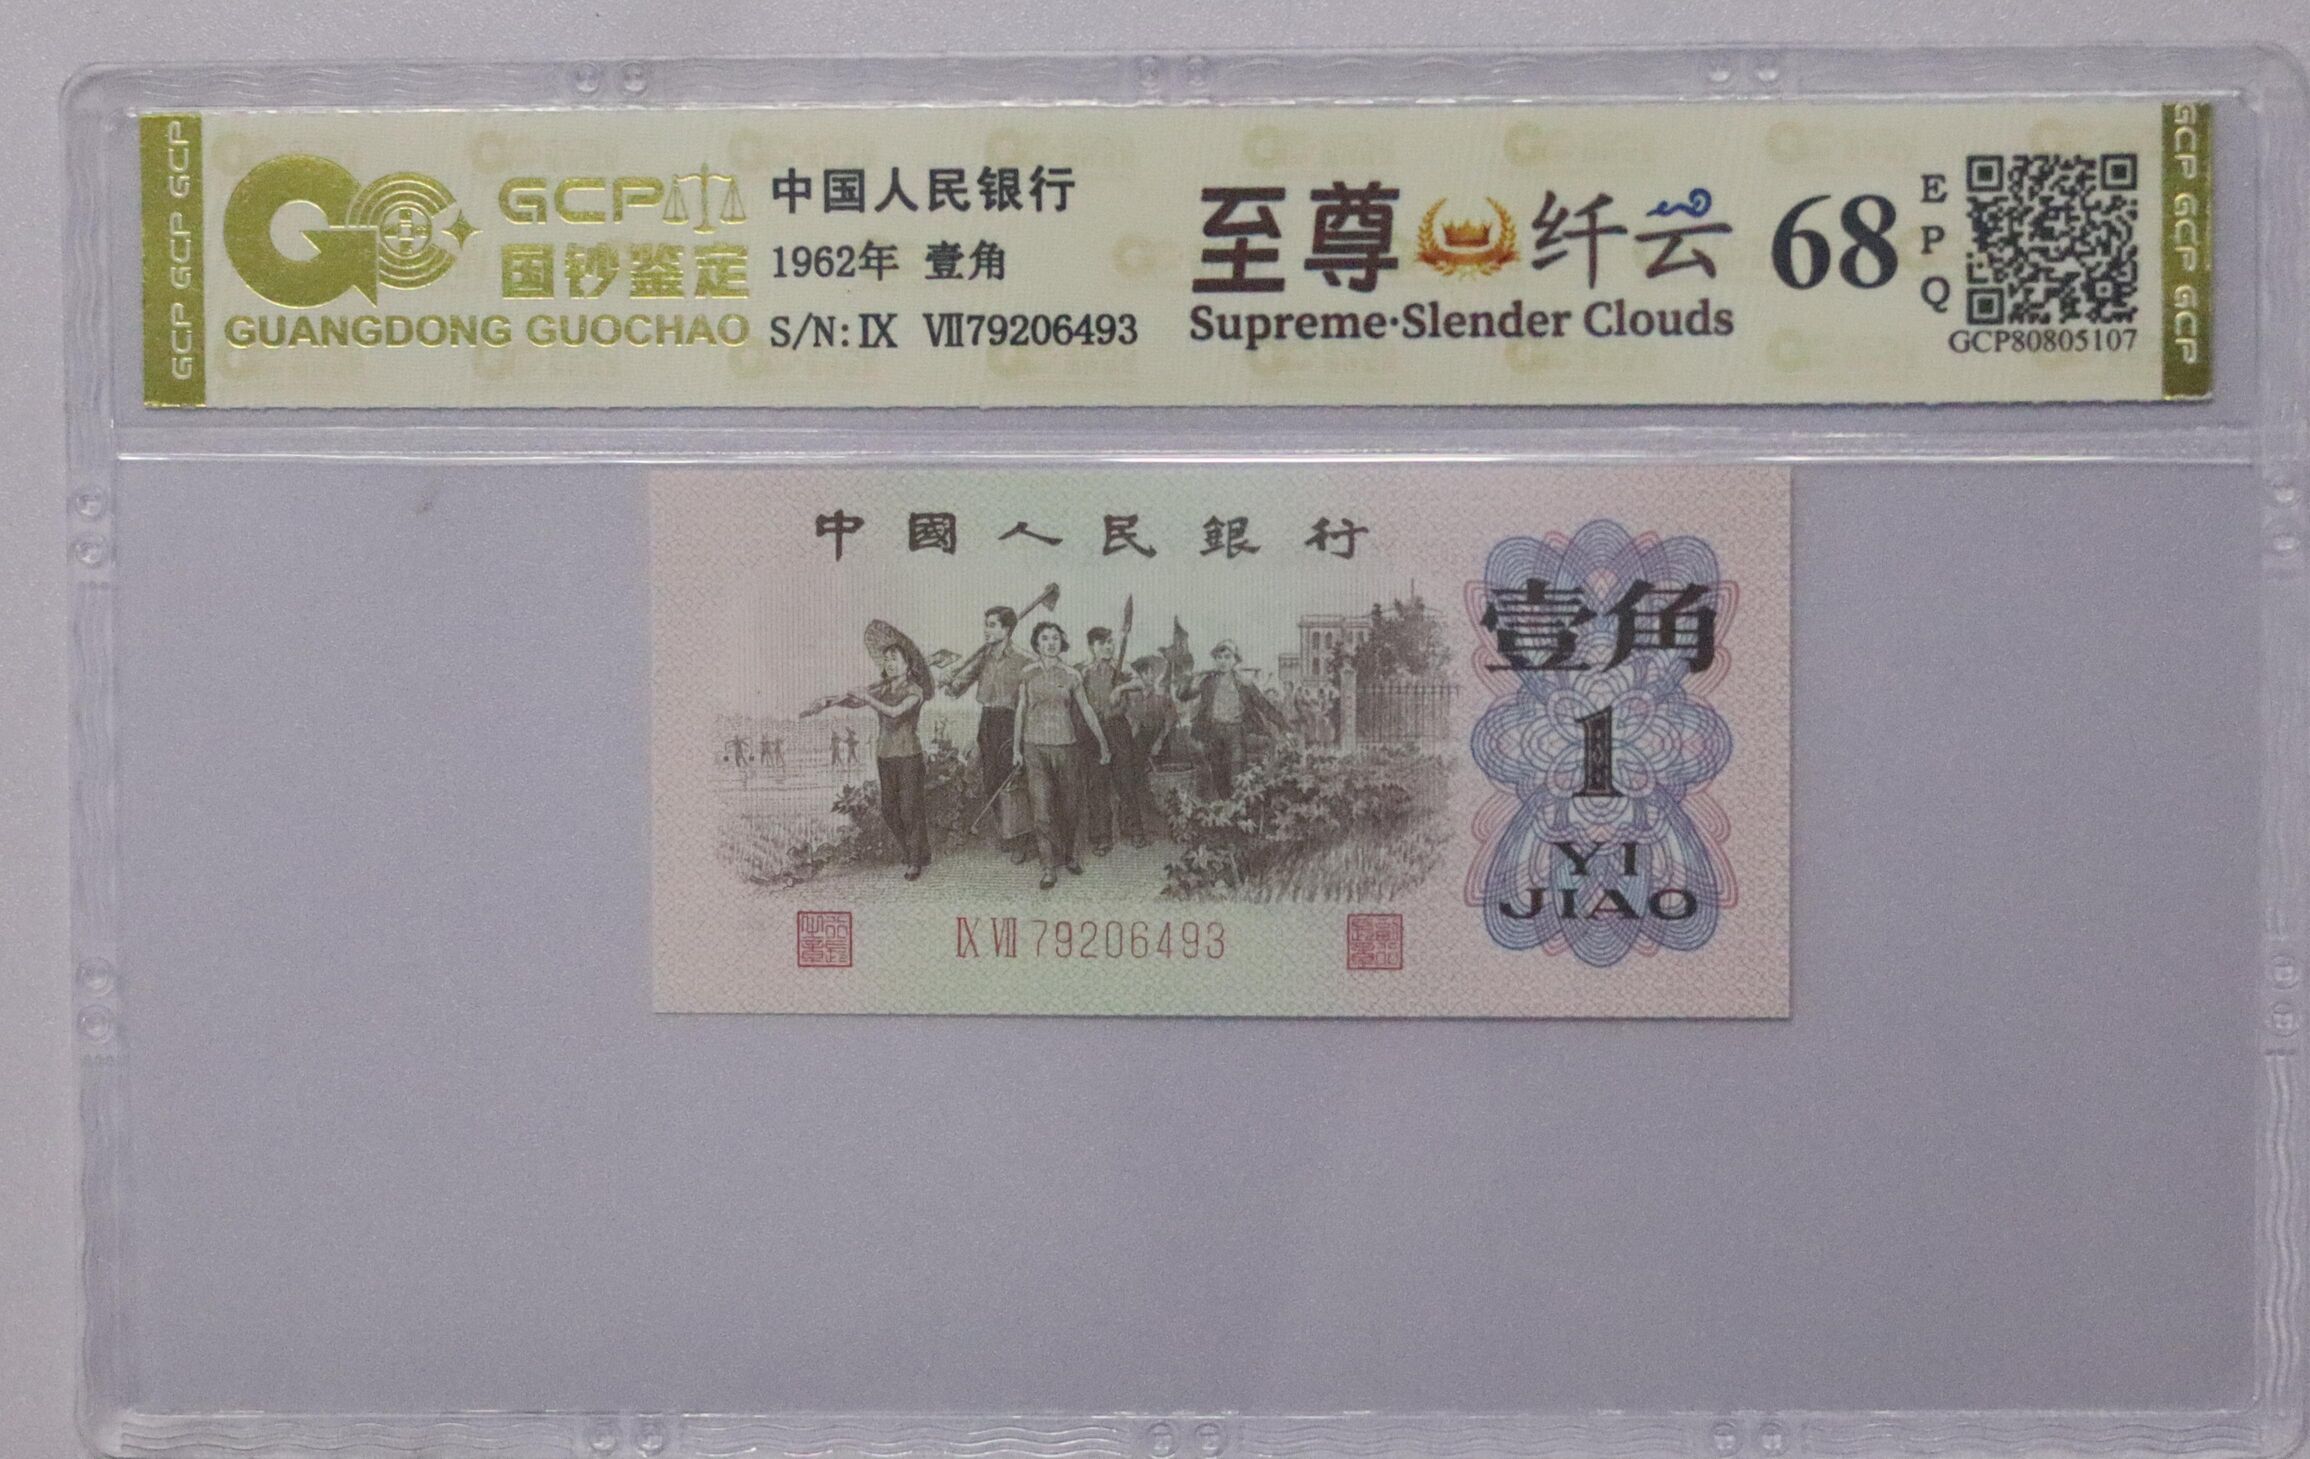 GCP GCP GCP
GCP
国钞鉴定
GUANGDONG GUOCHAO
中国人民银行
1962年 壹角
S/N: Ⅸ Ⅶ79206493
至尊 纤云
Supreme·Slender Clouds
68
E
P
Q
GCP80805107
GCP GCP GCP
中國人民銀行
壹角
1
YI
JIAO
Ⅸ Ⅶ 79206493